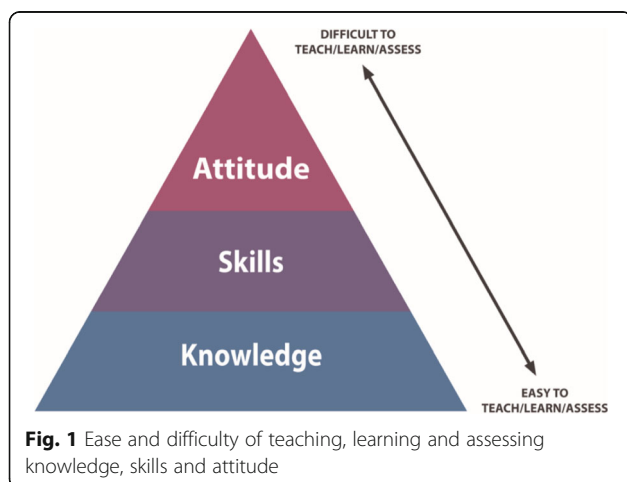 DIFFICULT TO
TEACH/LEARN/ASSESS
Attitude
Skills
Knowledge
EASY TO
TEACH/LEARN/ASSESS
Fig. 1 Ease and difficulty of teaching, learning and assessing
knowledge, skills and attitude